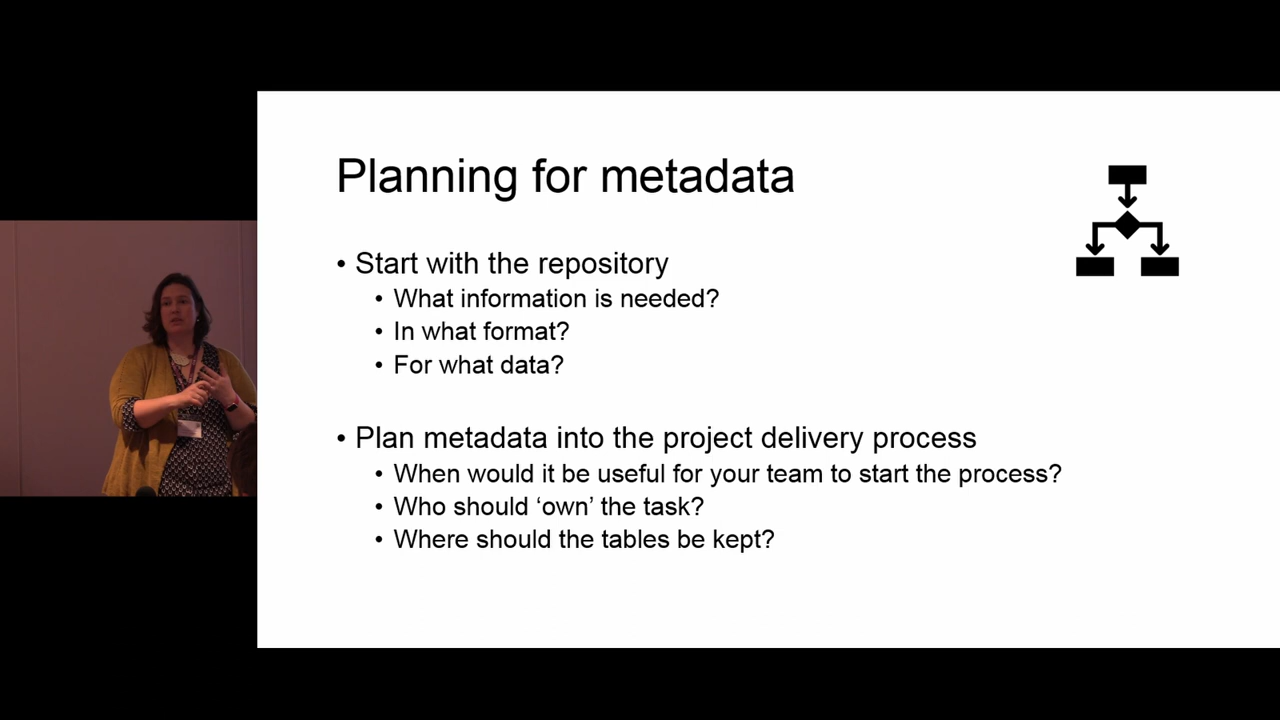 Planning for metadata
• Start with the repository
• What information is needed?
• In what format?
• For what data?
• Plan metadata into the project delivery process
• When would it be useful for your team to start the process?
• Who should ‘own’ the task?
• Where should the tables be kept?